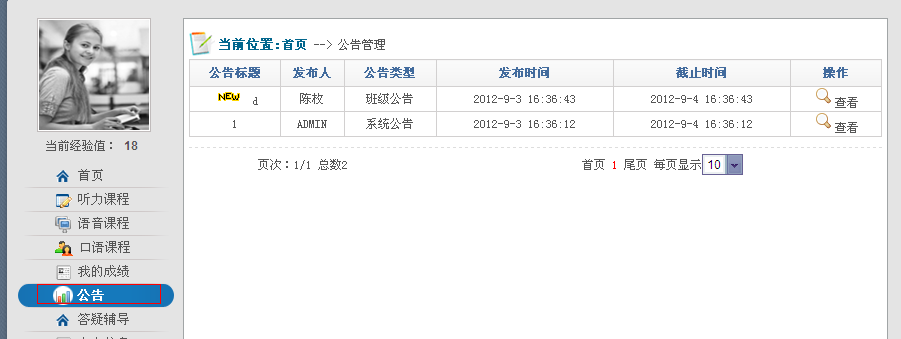 当前经验值： 18
首页
听力课程
语音课程
口语课程
我的成绩
公告
答疑辅导
当前位置:首页 --> 公告管理
公告标题 发布人 公告类型 发布时间 截止时间 操作
NEW d 陈枚 班级公告 2012-9-3 16:36:43 2012-9-4 16:36:43 查看
1 ADMIN 系统公告 2012-9-3 16:36:12 2012-9-4 16:36:12 查看
页次：1/1 总数2 首页 1 尾页 每页显示 10